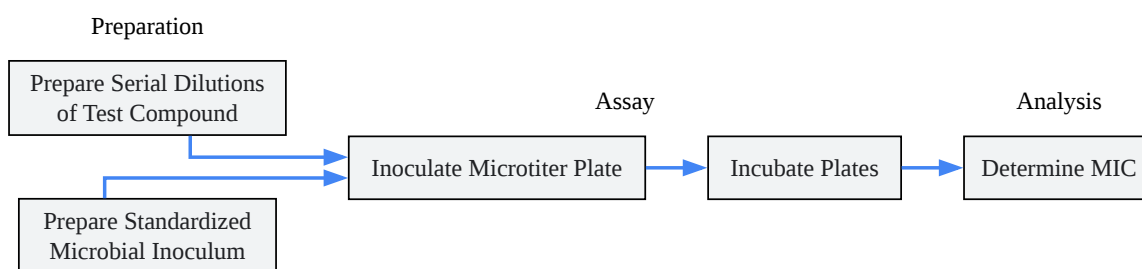 Preparation
Prepare Serial Dilutions
of Test Compound
Prepare Standardized
Microbial Inoculum
Assay
Inoculate Microtiter Plate
Incubate Plates
Analysis
Determine MIC